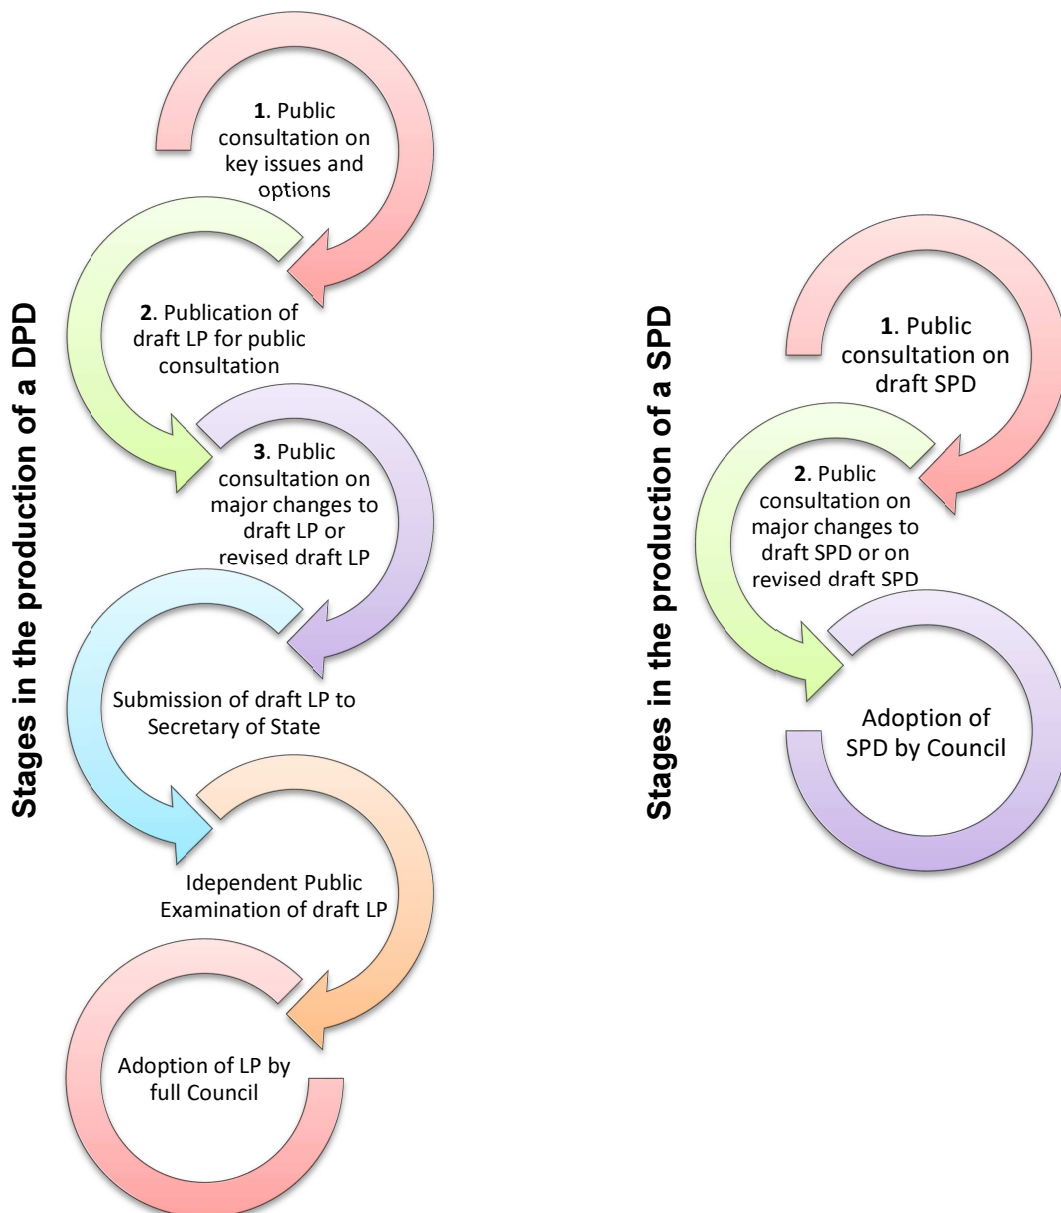 Stages in the production of a DPD
1. Public
consultation on
key issues and
options
2. Publication of
draft LP for public
consultation
3. Public
consultation on
major changes to
draft LP or
revised draft LP
Submission of draft LP to
Secretary of State
Idependent Public
Examination of draft LP
Adoption of LP by
full Council
Stages in the production of a SPD
1. Public
consultation on
draft SPD
2. Public
consultation on
major changes to
draft SPD or on
revised draft SPD
Adoption of
SPD by Council